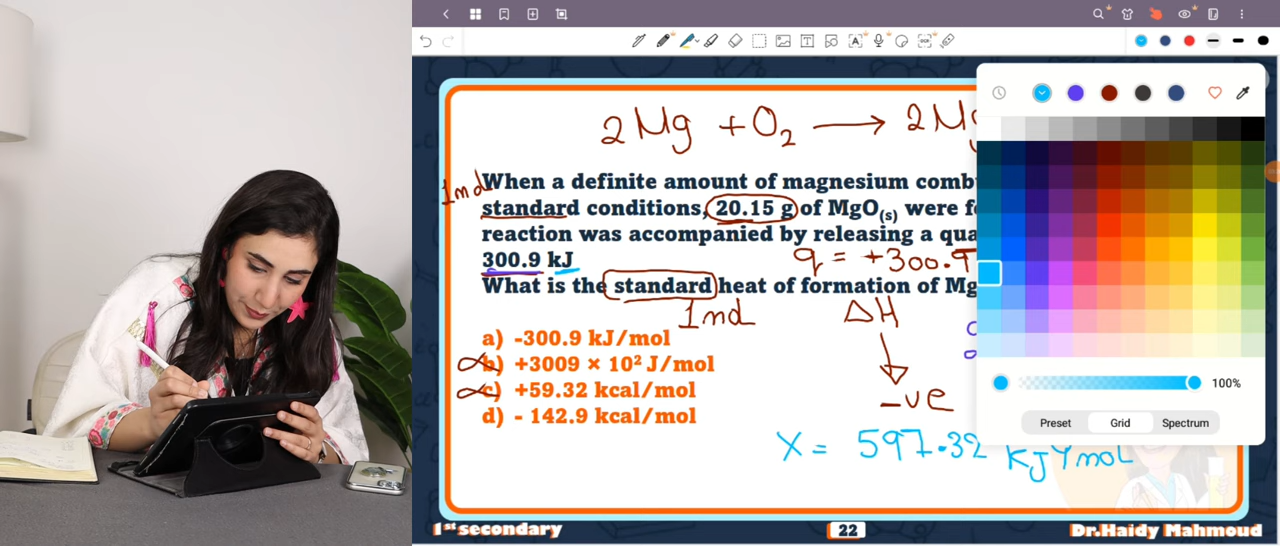 2Mg + O₂ → 2M
1md
When a definite amount of magnesium comb
standard conditions, 20.15 g of MgO(s) were f
reaction was accompanied by releasing a qua
300.9 kJ
q = +300.9
What is the standard heat of formation of Mg
1md
ΔH
-ve
a) -300.9 kJ/mol
b) +3009 × 10² J/mol
c) +59.32 kcal/mol
d) - 142.9 kcal/mol
X = 597.32 KJ/mol
100%
Preset Grid Spectrum
1st secondary
22
Dr.Haidy Mahmoud